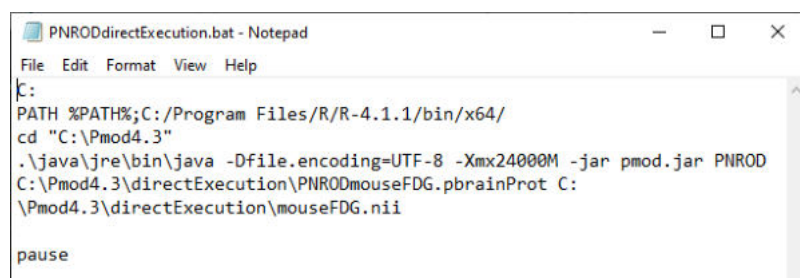 PNRODdirectExecution.bat - Notepad
File Edit Format View Help
C:
PATH %PATH%;C:/Program Files/R/R-4.1.1/bin/x64/
cd "C:\Pmod4.3"
.\java\jre\bin\java -Dfile.encoding=UTF-8 -Xmx24000M -jar pmod.jar PNROD
C:\Pmod4.3\directExecution\PNRODmouseFDG.pbrainProt C:
\Pmod4.3\directExecution\mouseFDG.nii
pause